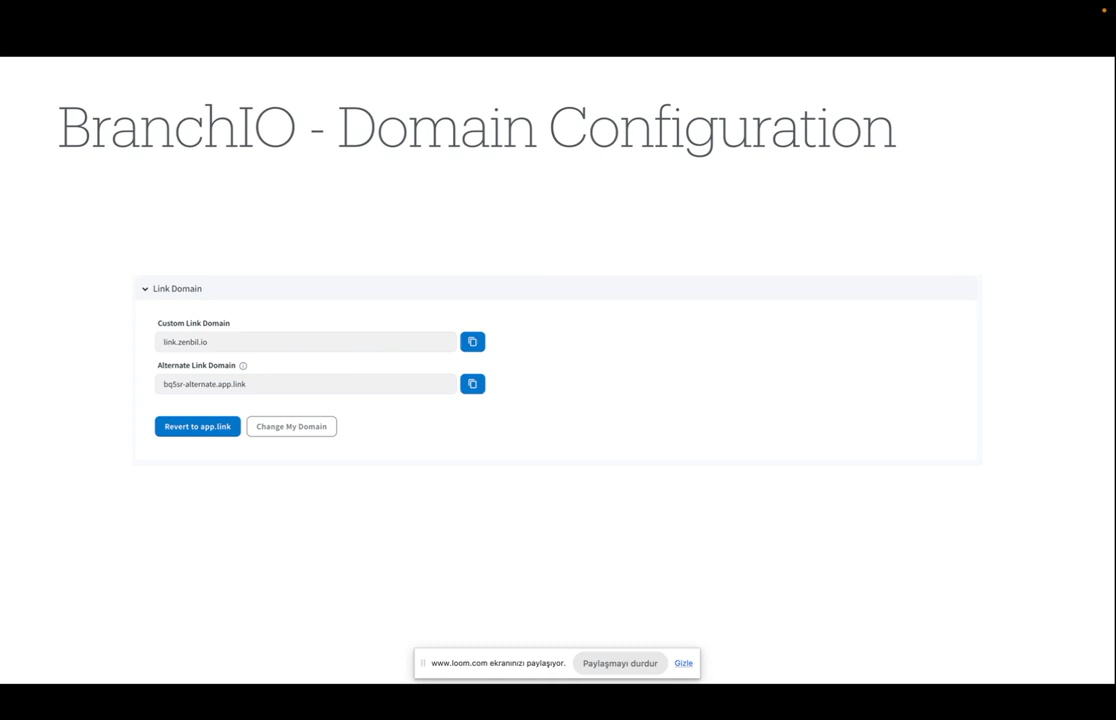 BranchIO - Domain Configuration
Link Domain
Custom Link Domain
link.zenbil.io
Alternate Link Domain
bq5sr-alternate.app.link
Revert to app.link Change My Domain
www.loom.com ekranınızı paylaşıyor. Paylaşmayı durdur Gizle